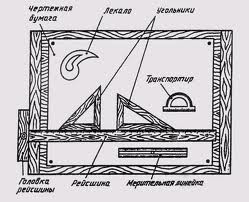 Чертежная
бумага
Лекало
Угольники
Транспортир
Головка
рейсшины
Рейсшина
Мерительная линейка